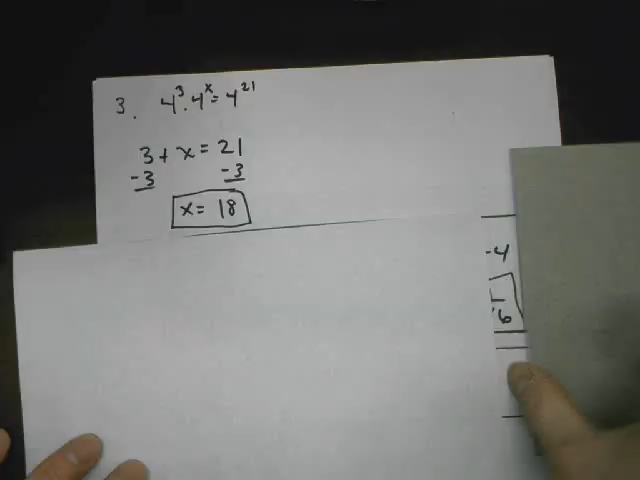 3. 4³·4ˣ=4²¹
3+x=21
-3 -3
x=18
-4
6